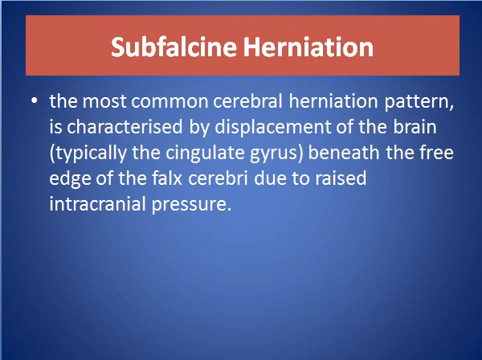 Subfalcine Herniation
• the most common cerebral herniation pattern,
is characterised by displacement of the brain
(typically the cingulate gyrus) beneath the free
edge of the falx cerebri due to raised
intracranial pressure.